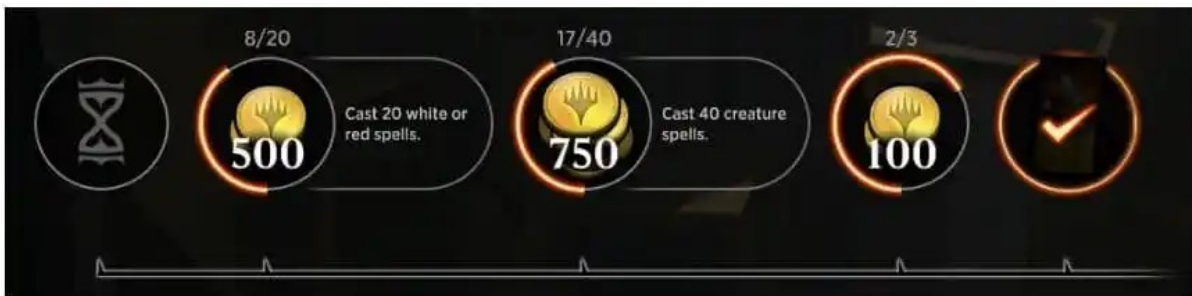 8/20
17/40
2/3
Cast 20 white or
red spells.
500
Cast 40 creature
spells.
750
100